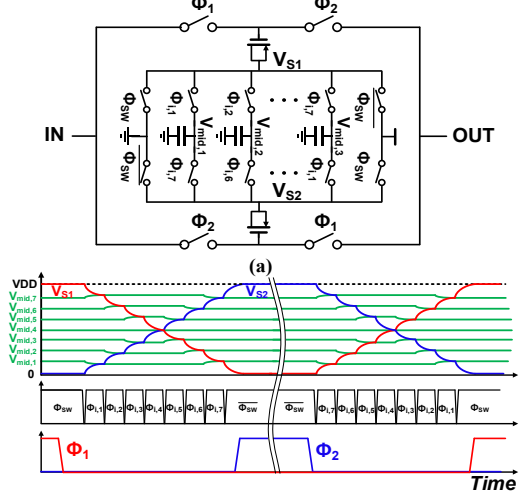 Φ1 Φ2
VS1
ΦSW Φi,1 Φi,2 ... Φi,7 ΦSW
IN Vmid,1 Vmid,2 Vmid,3 OUT
ΦSW Φi,7 Φi,6 ... Φi,1 ΦSW
VS2
Φ2 Φ1
(a)
VDD VS1 VS2
Vmid,7
Vmid,6
Vmid,5
Vmid,4
Vmid,3
Vmid,2
Vmid,1
0
ΦSW Φi,1 Φi,2 Φi,3 Φi,4 Φi,5 Φi,6 Φi,7 ΦSW ΦSW Φi,7 Φi,6 Φi,5 Φi,4 Φi,3 Φi,2 Φi,1 ΦSW
Φ1 Φ2
Time